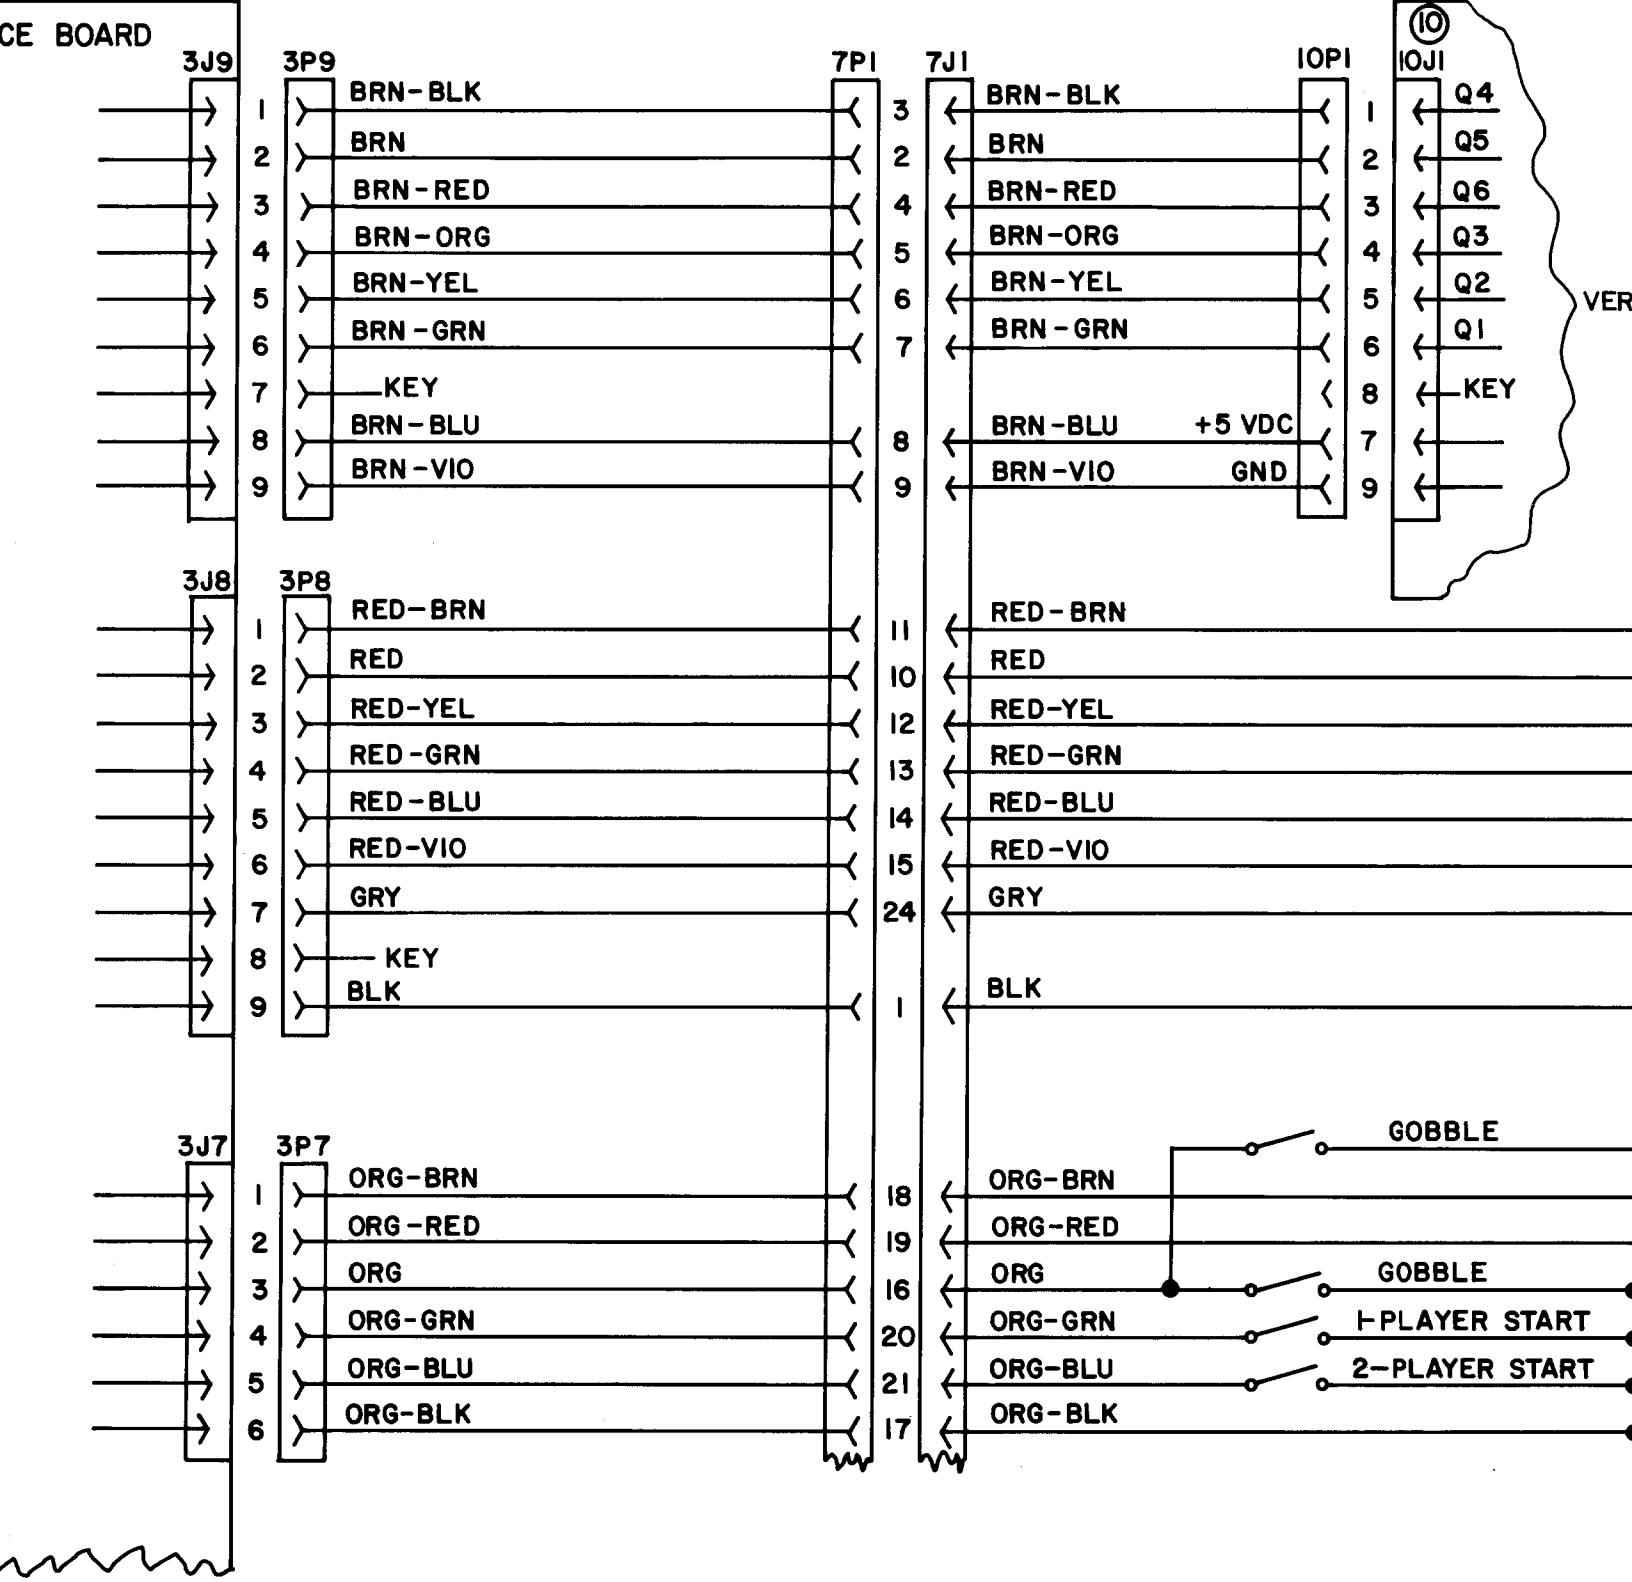 CE BOARD
3J9 3P9 7P1 7J1 10P1 10 10J1
1 BRN-BLK 3 BRN-BLK 1 Q4
2 BRN 2 BRN 2 Q5
3 BRN-RED 4 BRN-RED 3 Q6
4 BRN-ORG 5 BRN-ORG 4 Q3
5 BRN-YEL 6 BRN-YEL 5 Q2 VER
6 BRN-GRN 7 BRN-GRN 6 Q1
7 KEY 8 KEY
8 BRN-BLU 8 BRN-BLU +5 VDC 7
9 BRN-VIO 9 BRN-VIO GND 9
3J8 3P8
1 RED-BRN 11 RED-BRN
2 RED 10 RED
3 RED-YEL 12 RED-YEL
4 RED-GRN 13 RED-GRN
5 RED-BLU 14 RED-BLU
6 RED-VIO 15 RED-VIO
7 GRY 24 GRY
8 KEY
9 BLK 1 BLK
GOBBLE
3J7 3P7
1 ORG-BRN 18 ORG-BRN
2 ORG-RED 19 ORG-RED
3 ORG 16 ORG GOBBLE
4 ORG-GRN 20 ORG-GRN 1-PLAYER START
5 ORG-BLU 21 ORG-BLU 2-PLAYER START
6 ORG-BLK 17 ORG-BLK